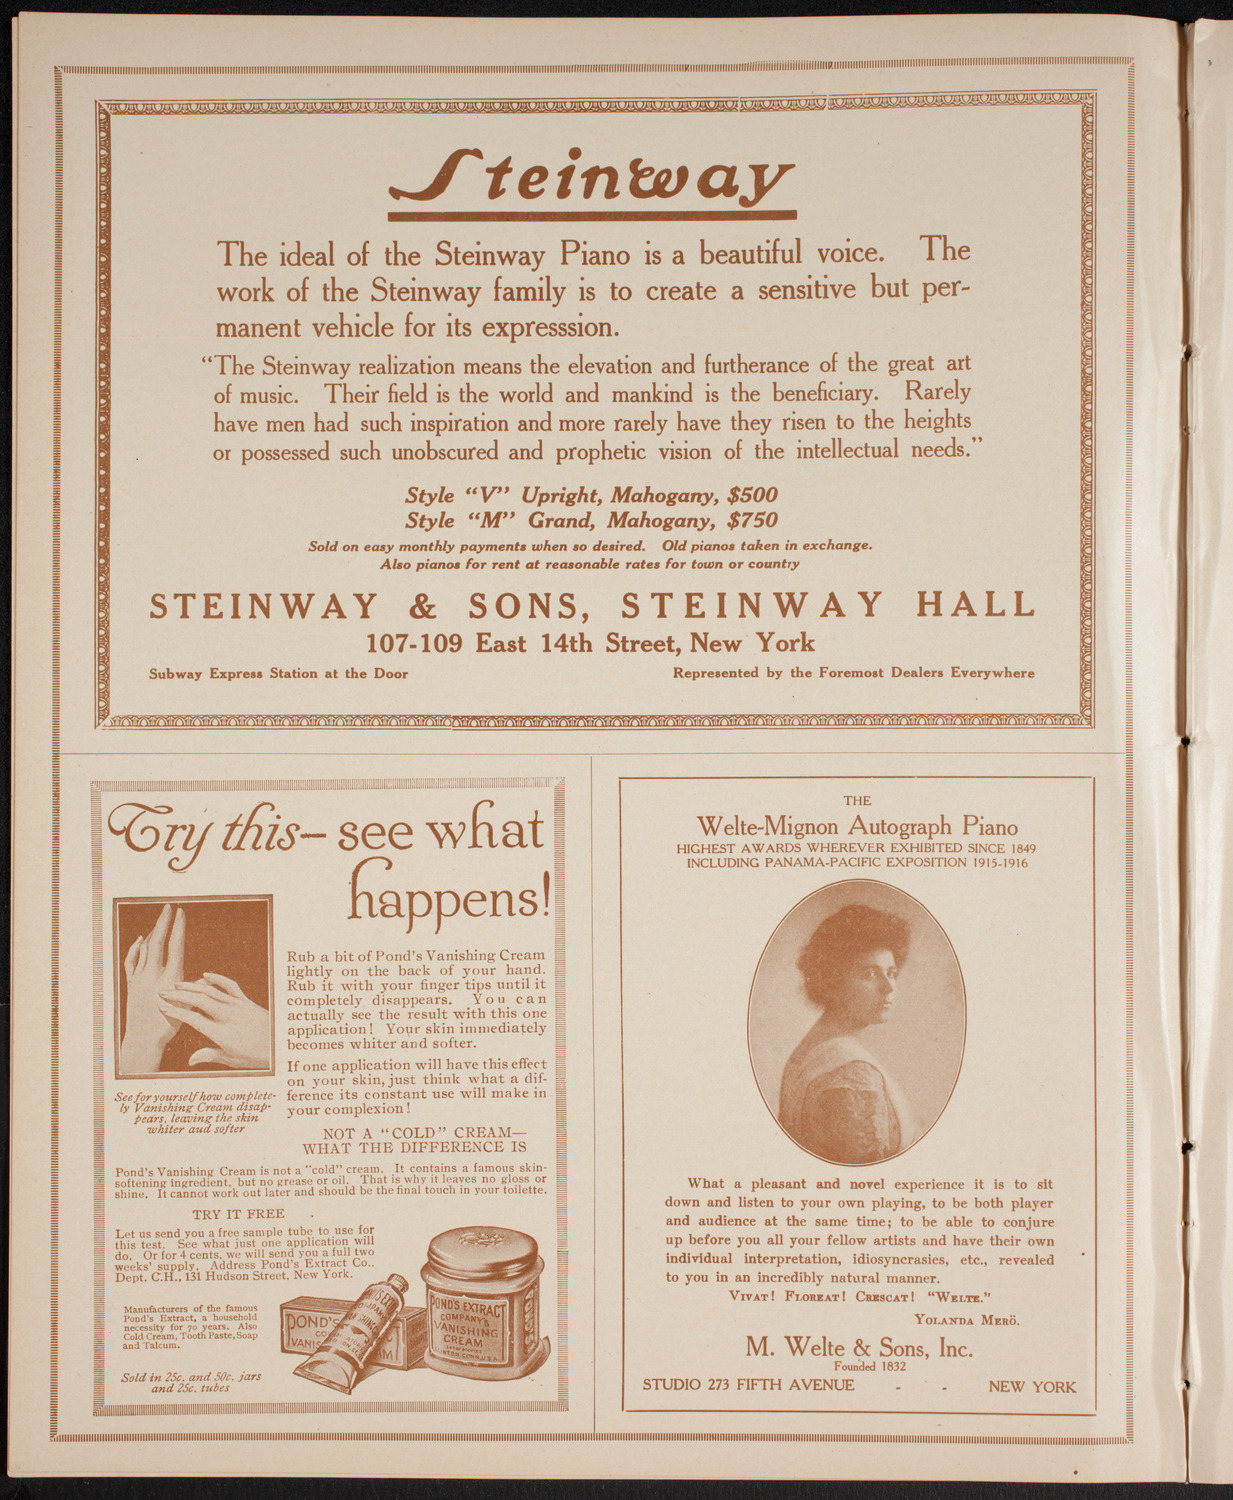 Steinway
The ideal of the Steinway Piano is a beautiful voice. The
work of the Steinway family is to create a sensitive but per-
manent vehicle for its expresssion.
“The Steinway realization means the elevation and furtherance of the great art
of music. Their field is the world and mankind is the beneficiary. Rarely
have men had such inspiration and more rarely have they risen to the heights
or possessed such unobscured and prophetic vision of the intellectual needs.”
Style “V” Upright, Mahogany, $500
Style “M” Grand, Mahogany, $750
Sold on easy monthly payments when so desired. Old pianos taken in exchange.
Also pianos for rent at reasonable rates for town or country
STEINWAY & SONS, STEINWAY HALL
107-109 East 14th Street, New York
Subway Express Station at the Door
Represented by the Foremost Dealers Everywhere
Try this—see what
happens!
Rub a bit of Pond's Vanishing Cream
lightly on the back of your hand.
Rub it with your finger tips until it
completely disappears. You can
actually see the result with this one
application! Your skin immediately
becomes whiter and softer.
If one application will have this effect
on your skin, just think what a dif-
ference its constant use will make in
your complexion!
See for yourself how complete-
ly Vanishing Cream disap-
pears, leaving the skin
whiter aud softer
NOT A “COLD” CREAM—
WHAT THE DIFFERENCE IS
Pond's Vanishing Cream is not a “cold” cream. It contains a famous skin-
softening ingredient, but no grease or oil. That is why it leaves no gloss or
shine. It cannot work out later and should be the final touch in your toilette.
TRY IT FREE
Let us send you a free sample tube to use for
this test. See what just one application will
do. Or for 4 cents, we will send you a full two
weeks' supply. Address Pond's Extract Co.,
Dept. C.H., 131 Hudson Street, New York.
Manufacturers of the famous
Pond's Extract, a household
necessity for 70 years. Also
Cold Cream, Tooth Paste, Soap
and Talcum.
Sold in 25c. and 50c. jars
and 25c. tubes
POND'S
CO
VANIS
POND'S EXTRACT
COMPANY'S
VANISHING
CREAM
THE
Welte-Mignon Autograph Piano
HIGHEST AWARDS WHEREVER EXHIBITED SINCE 1849
INCLUDING PANAMA-PACIFIC EXPOSITION 1915-1916
What a pleasant and novel experience it is to sit
down and listen to your own playing, to be both player
and audience at the same time; to be able to conjure
up before you all your fellow artists and have their own
individual interpretation, idiosyncrasies, etc., revealed
to you in an incredibly natural manner.
VIVAT! FLOREAT! CRESCAT! “WELTE.”
YOLANDA MERÖ.
M. Welte & Sons, Inc.
Founded 1832
STUDIO 273 FIFTH AVENUE - - NEW YORK